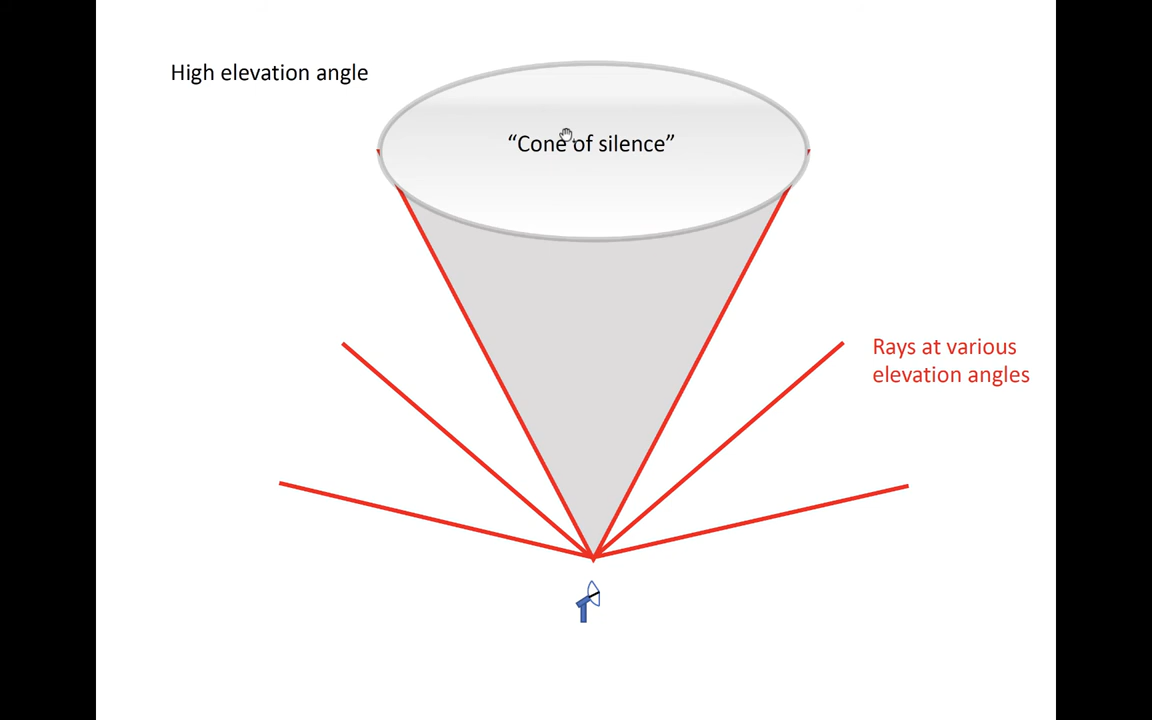 High elevation angle
“Cone of silence”
Rays at various
elevation angles